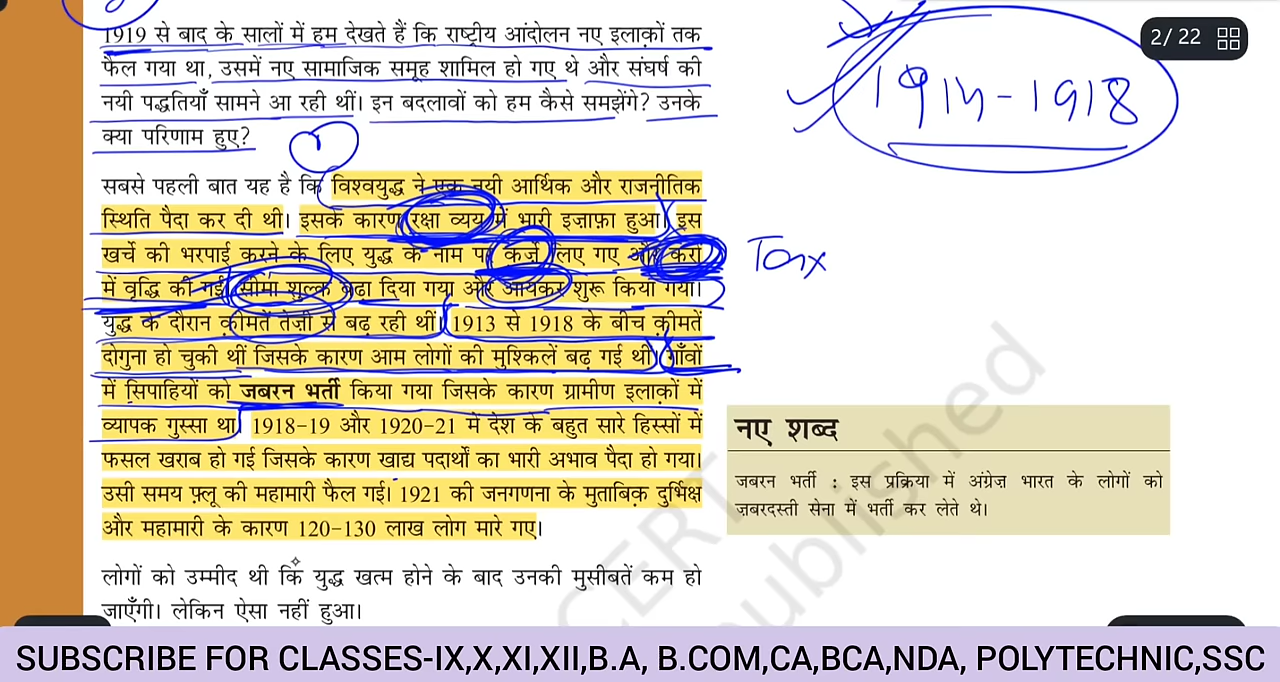 2/ 22
1919 से बाद के सालों में हम देखते हैं कि राष्ट्रीय आंदोलन नए इलाक़ों तक
फैल गया था, उसमें नए सामाजिक समूह शामिल हो गए थे और संघर्ष की
नयी पद्धतियाँ सामने आ रही थीं। इन बदलावों को हम कैसे समझेंगे? उनके
क्या परिणाम हुए?
1914-1918
सबसे पहली बात यह है कि विश्वयुद्ध ने एक नयी आर्थिक और राजनीतिक
स्थिति पैदा कर दी थी। इसके कारण रक्षा व्यय में भारी इज़ाफ़ा हुआ। इस
खर्चे की भरपाई करने के लिए युद्ध के नाम पर क़र्ज़े लिए गए और करों
Tax
में वृद्धि की गई। सीमा शुल्क बढ़ा दिया गया और आयकर शुरू किया गया।
युद्ध के दौरान क़ीमतें तेज़ी से बढ़ रही थीं। 1913 से 1918 के बीच क़ीमतें
दोगुना हो चुकी थीं जिसके कारण आम लोगों की मुश्किलें बढ़ गई थीं। गाँवों
में सिपाहियों को जबरन भर्ती किया गया जिसके कारण ग्रामीण इलाक़ों में
व्यापक गुस्सा था। 1918-19 और 1920-21 में देश के बहुत सारे हिस्सों में
फसल खराब हो गई जिसके कारण खाद्य पदार्थों का भारी अभाव पैदा हो गया।
उसी समय फ़्लू की महामारी फैल गई। 1921 की जनगणना के मुताबिक दुर्भिक्ष
और महामारी के कारण 120-130 लाख लोग मारे गए।
नए शब्द
जबरन भर्ती : इस प्रक्रिया में अंग्रेज़ भारत के लोगों को
ज़बरदस्ती सेना में भर्ती कर लेते थे।
लोगों को उम्मीद थी कि युद्ध खत्म होने के बाद उनकी मुसीबतें कम हो
जाएँगी। लेकिन ऐसा नहीं हुआ।
published
SUBSCRIBE FOR CLASSES-IX,X,XI,XII,B.A, B.COM,CA,BCA,NDA, POLYTECHNIC,SSC